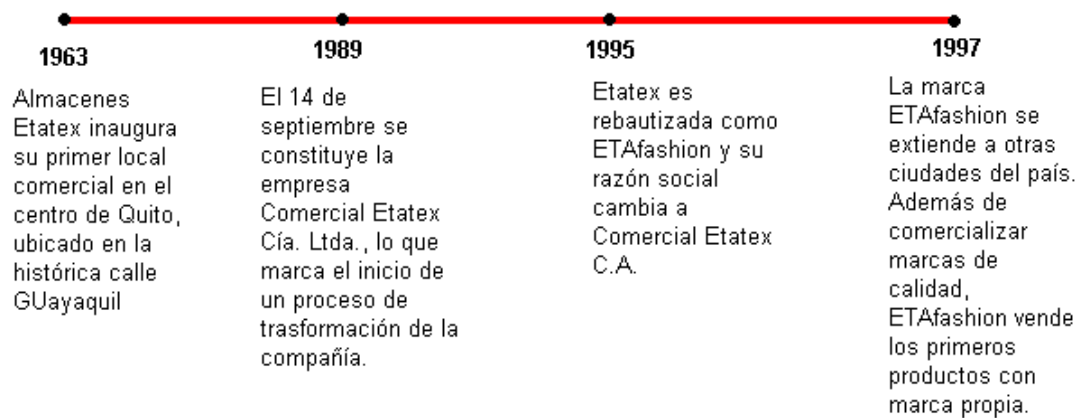 1963
Almacenes
Etatex inaugura
su primer local
comercial en el
centro de Quito,
ubicado en la
histórica calle
GUayaquil
1989
El 14 de
septiembre se
constituye la
empresa
Comercial Etatex
Cía. Ltda., lo que
marca el inicio de
un proceso de
trasformación de la
compañía.
1995
Etatex es
rebautizada como
ETAfashion y su
razón social
cambia a
Comercial Etatex
C.A.
1997
La marca
ETAfashion se
extiende a otras
ciudades del país.
Además de
comercializar
marcas de
calidad,
ETAfashion vende
los primeros
productos con
marca propia.